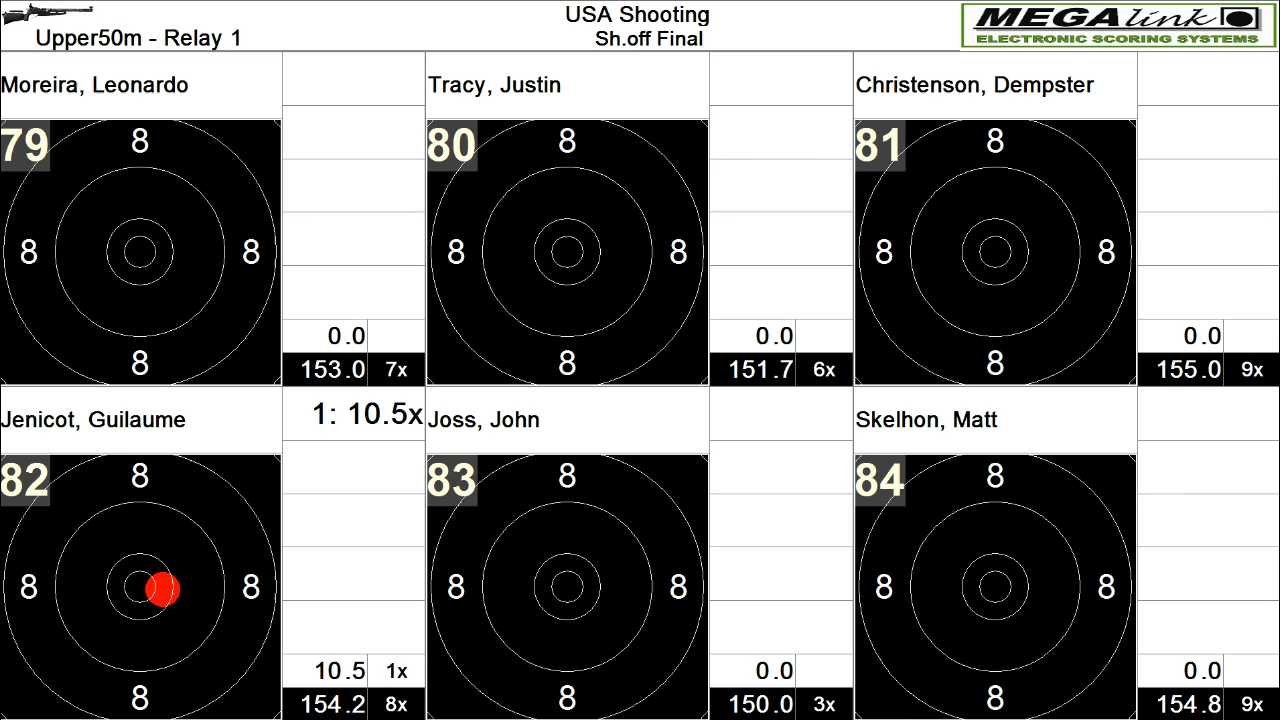 USA Shooting
Upper50m - Relay 1
Sh.off Final
MEGAlink
ELECTRONIC SCORING SYSTEMS
Moreira, Leonardo
79
8
8
8
8
0.0
153.0
7x
Tracy, Justin
80
8
8
8
8
0.0
151.7
6x
Christenson, Dempster
81
8
8
8
8
0.0
155.0
9x
Jenicot, Guilaume
1: 10.5x
82
8
8
8
8
10.5
1x
154.2
8x
Joss, John
83
8
8
8
8
0.0
150.0
3x
Skelhon, Matt
84
8
8
8
8
0.0
154.8
9x